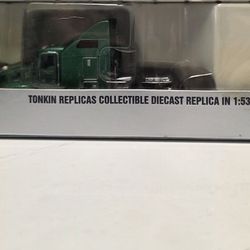 TONKIN REPLICAS COLLECTIBLE DIECAST REPLICA IN 1:53